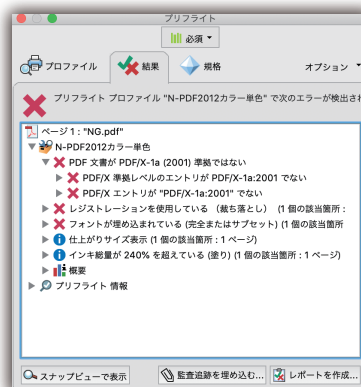 プリフライト
必須
プロファイル
結果
規格
オプション
プリフライト プロファイル "N-PDF2012カラー単色" で次のエラーが検出さ
ページ 1 : "NG.pdf"
N-PDF2012カラー単色
PDF 文書が PDF/X-1a (2001) 準拠ではない
PDF/X 準拠レベルのエントリが PDF/X-1a:2001 でない
PDF/X エントリが "PDF/X-1a:2001" でない
レジストレーションを使用している （裁ち落とし） (1 個の該当箇所 :
フォントが埋め込まれている (完全またはサブセット) (1 個の該当箇所
仕上がりサイズ表示 (1 個の該当箇所 : 1 ページ)
インキ総量が 240% を超えている (塗り) (1 個の該当箇所 : 1 ページ)
概要
プリフライト 情報
スナップビューで表示
監査追跡を埋め込む...
レポートを作成...